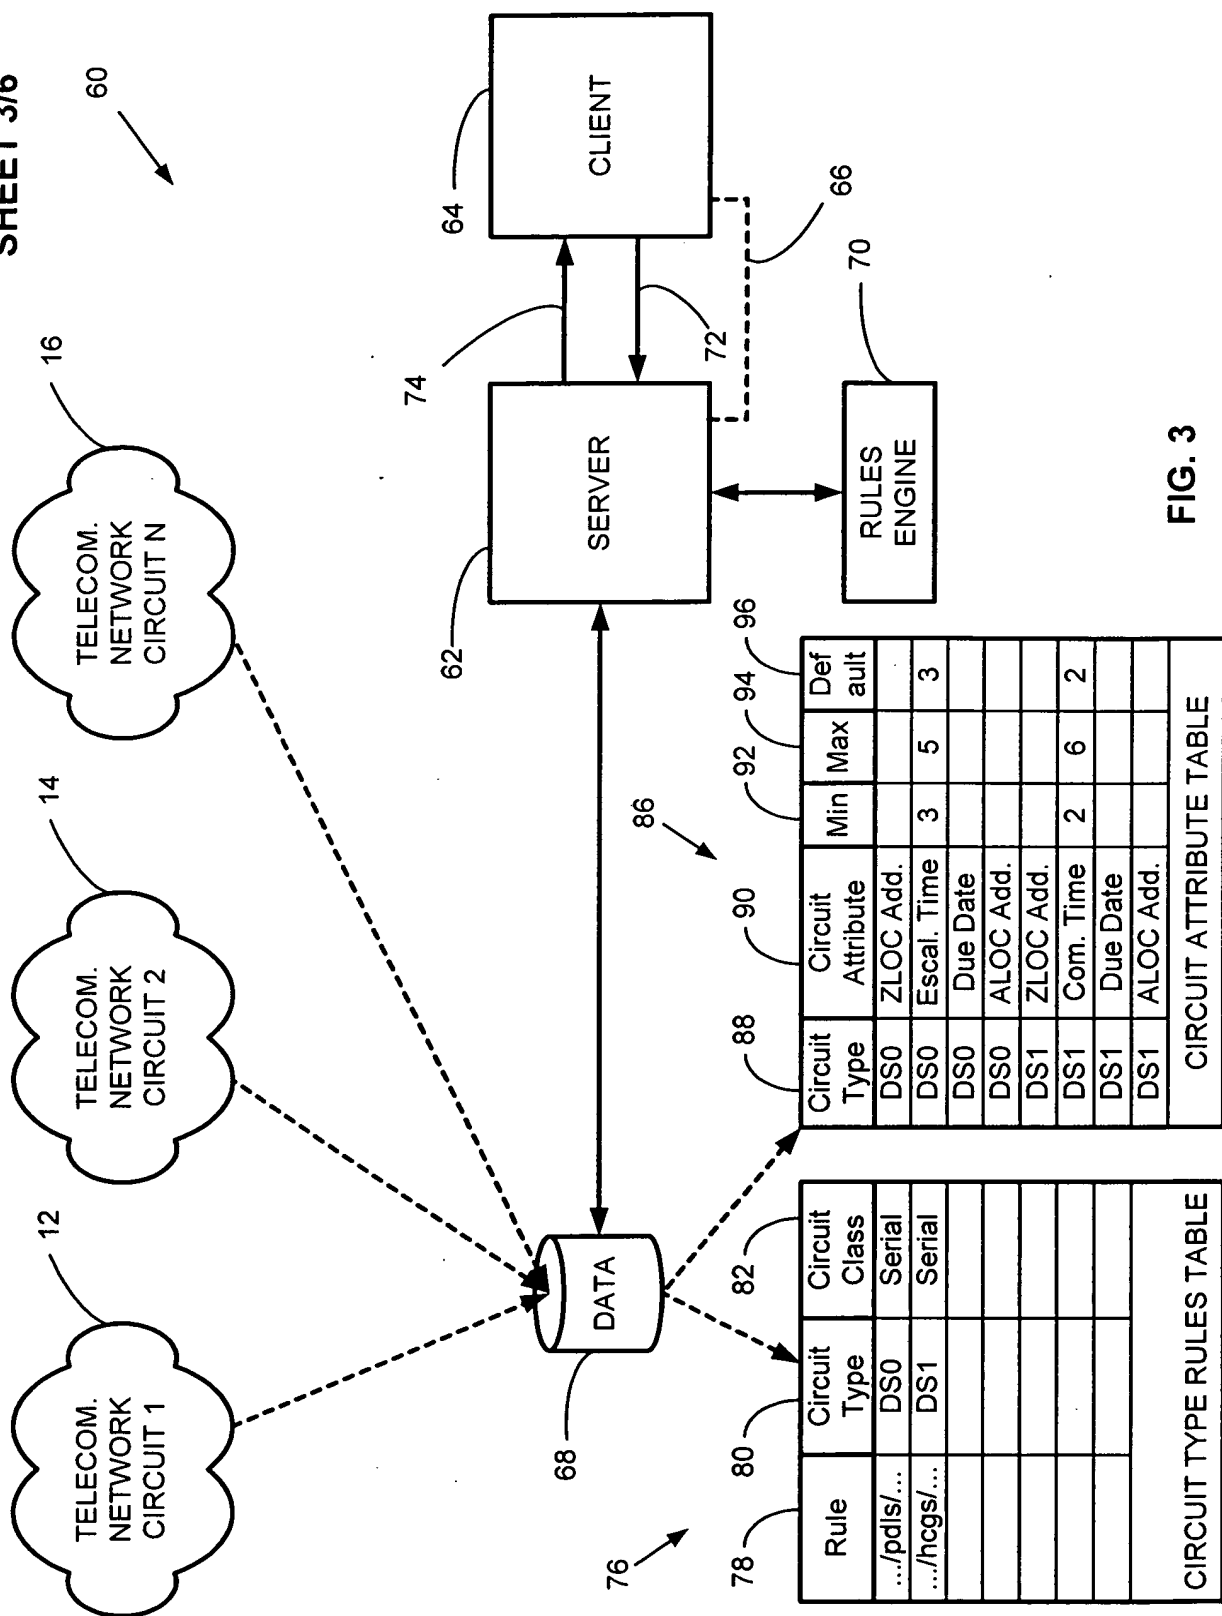 SHEET 3/6
60
TELECOM.
NETWORK
CIRCUIT 1
12
TELECOM.
NETWORK
CIRCUIT 2
14
TELECOM.
NETWORK
CIRCUIT N
16
DATA
68
SERVER
62
CLIENT
64
74
72
66
RULES
ENGINE
70
76
78
80
82
Rule Circuit Type Circuit Class
.../pdls/... DS0 Serial
.../hcgs/... DS1 Serial
CIRCUIT TYPE RULES TABLE
86
88
90
92
94
96
Circuit Type Circuit Attribute Min Max Def ault
DS0 ZLOC Add.
DS0 Escal. Time 3 5 3
DS0 Due Date
DS0 ALOC Add.
DS1 ZLOC Add.
DS1 Com. Time 2 6 2
DS1 Due Date
DS1 ALOC Add.
CIRCUIT ATTRIBUTE TABLE
FIG. 3